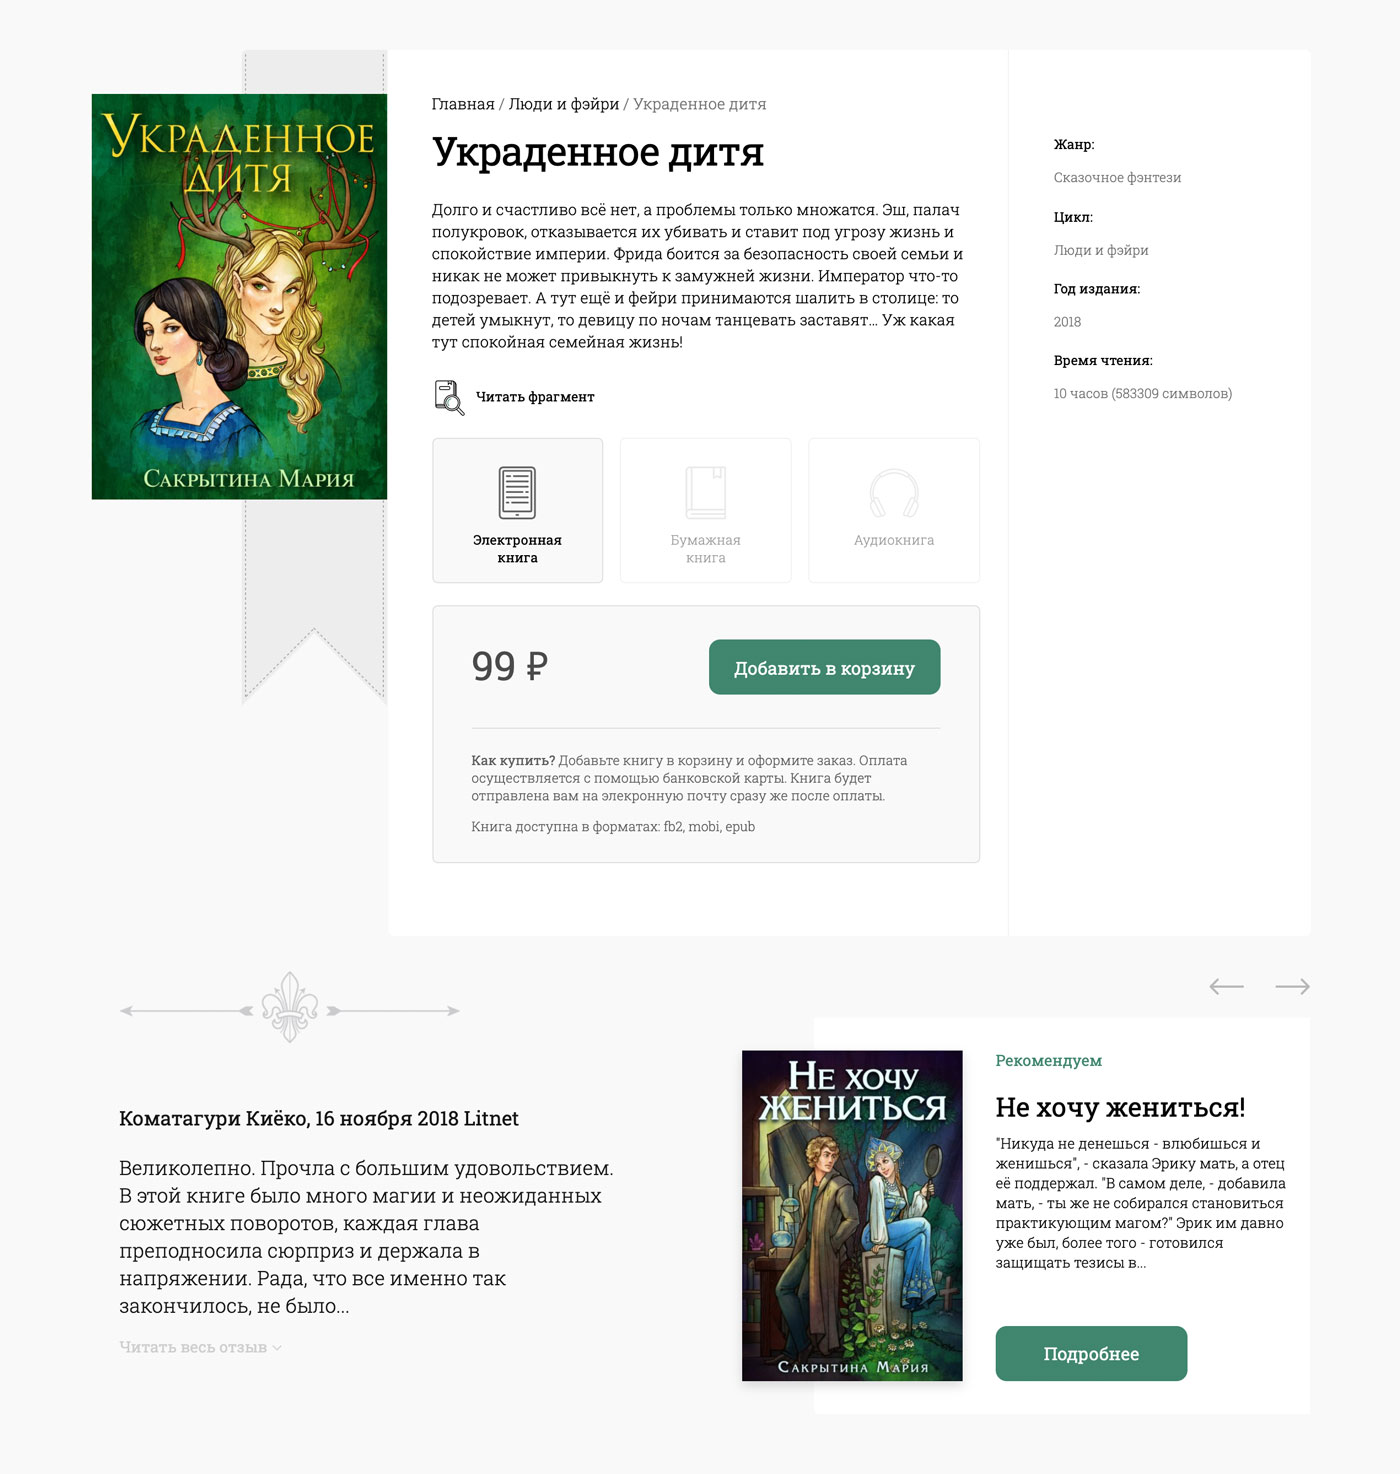 Украденное
дитя
Сакрытина Мария
Главная / Люди и фэйри / Украденное дитя
Украденное дитя
Долго и счастливо всё нет, а проблемы только множатся. Эш, палач
полукровок, отказывается их убивать и ставит под угрозу жизнь и
спокойствие империи. Фрида боится за безопасность своей семьи и
никак не может привыкнуть к замужней жизни. Император что-то
подозревает. А тут ещё и фейри принимаются шалить в столице: то
детей умыкнут, то девицу по ночам танцевать заставят... Уж какая
тут спокойная семейная жизнь!
Читать фрагмент
Электронная
книга
Бумажная
книга
Аудиокнига
99 ₽
Добавить в корзину
Как купить? Добавьте книгу в корзину и оформите заказ. Оплата
осуществляется с помощью банковской карты. Книга будет
отправлена вам на элекронную почту сразу же после оплаты.
Книга доступна в форматах: fb2, mobi, epub
Жанр:
Сказочное фэнтези
Цикл:
Люди и фэйри
Год издания:
2018
Время чтения:
10 часов (583309 символов)
Коматагури Киёко, 16 ноября 2018 Litnet
Великолепно. Прочла с большим удовольствием.
В этой книге было много магии и неожиданных
сюжетных поворотов, каждая глава
преподносила сюрприз и держала в
напряжении. Рада, что все именно так
закончилось, не было...
Читать весь отзыв
Не хочу
жениться
Сакрытина Мария
Рекомендуем
Не хочу жениться!
"Никуда не денешься - влюбишься и
женишься", - сказала Эрику мать, а отец
её поддержал. "В самом деле, - добавила
мать, - ты же не собирался становиться
практикующим магом?" Эрик им давно
уже был, более того - готовился
защищать тезисы в...
Подробнее